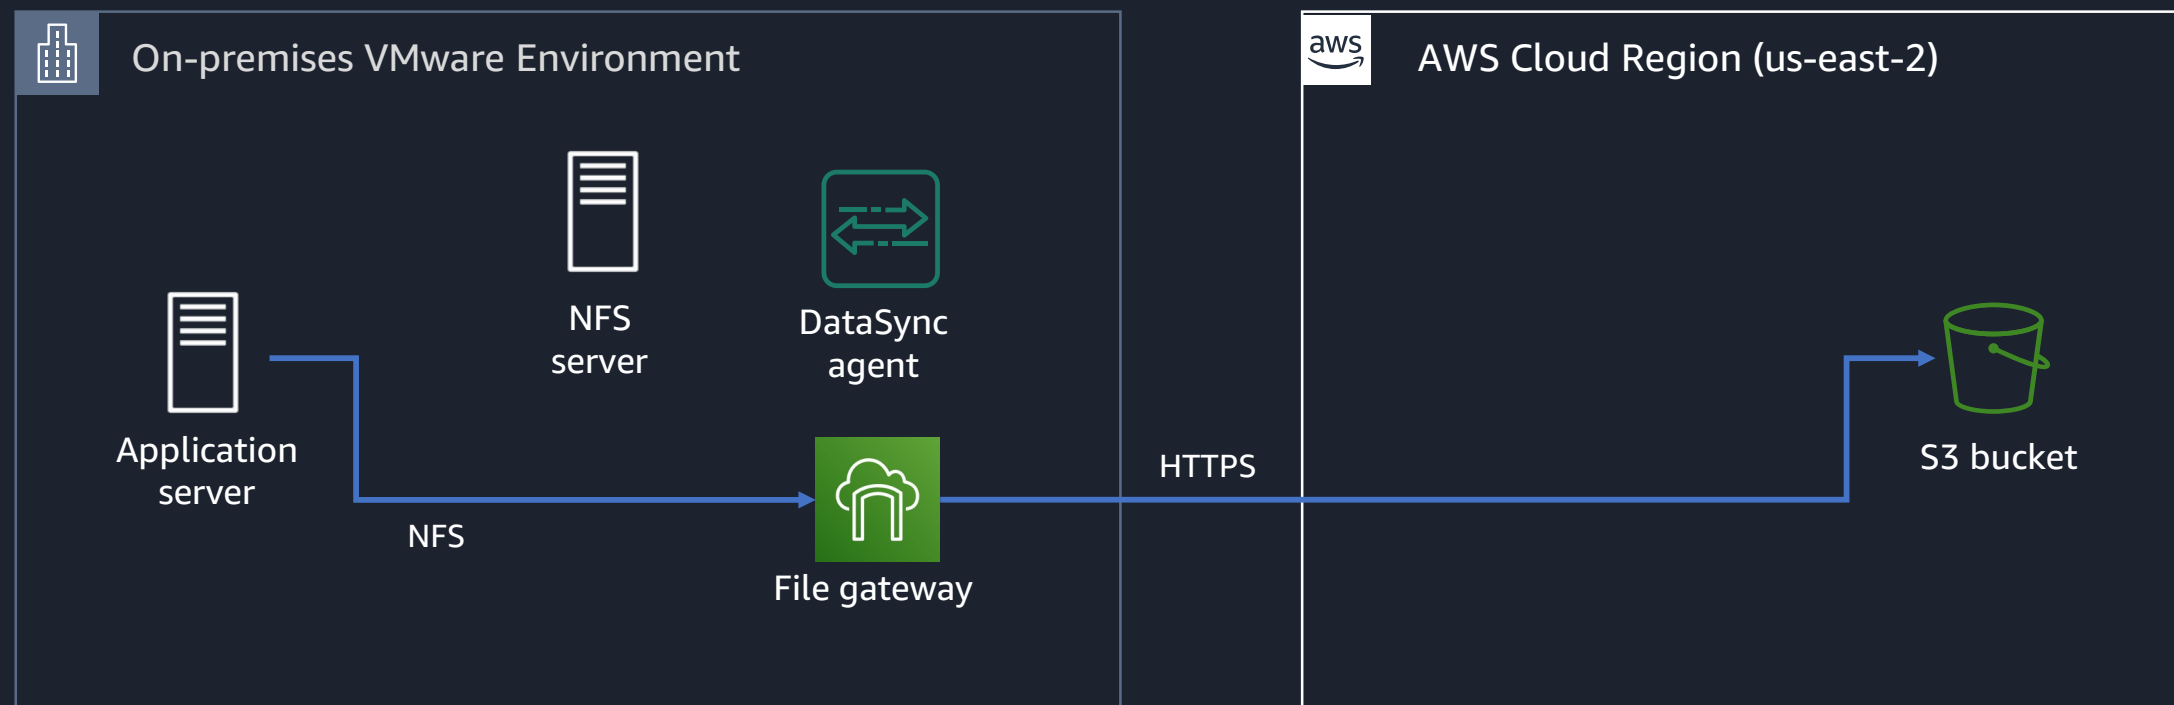 On-premises VMware Environment
aws
AWS Cloud Region (us-east-2)
NFS
server
DataSync
agent
Application
server
NFS
File gateway
HTTPS
S3 bucket